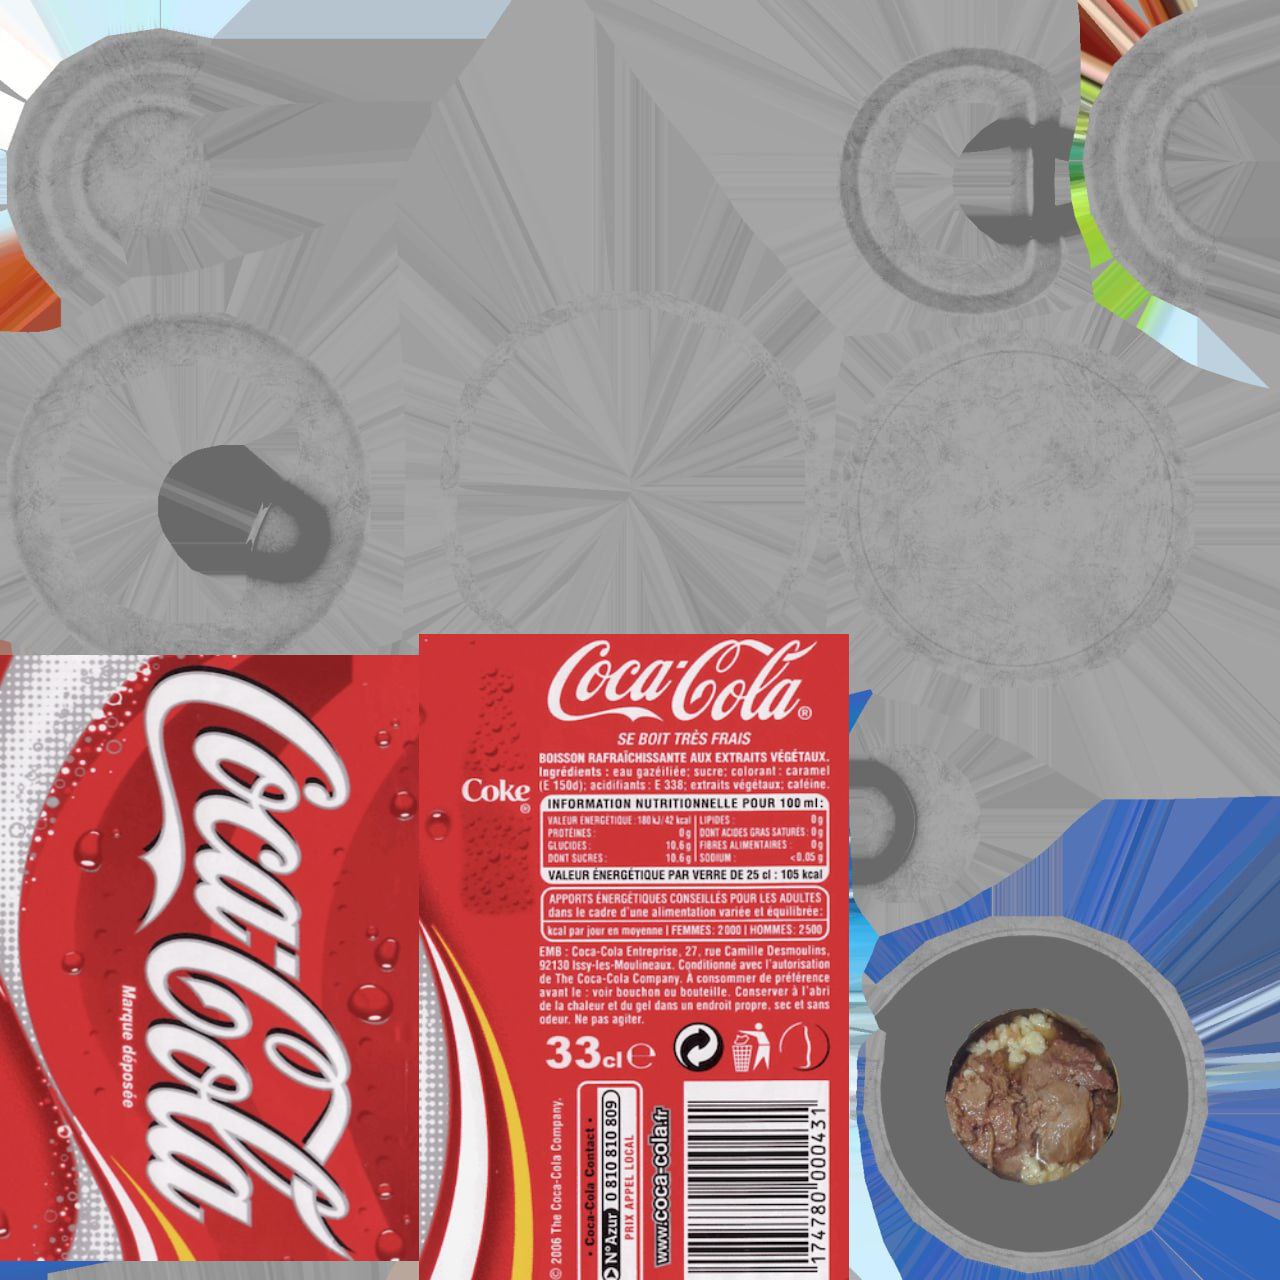 Coca-Cola
Marque déposée
Coca-Cola®
SE BOIT TRÈS FRAIS
Coke®
BOISSON RAFRAÎCHISSANTE AUX EXTRAITS VÉGÉTAUX.
Ingrédients : eau gazéifiée; sucre; colorant : caramel
(E 150d); acidifiants : E 338; extraits végétaux; caféine.
INFORMATION NUTRITIONNELLE POUR 100 ml :
VALEUR ÉNERGÉTIQUE : 180 kJ/42 kcal
PROTÉINES : 0 g
GLUCIDES : 10,6 g
DONT SUCRES : 10,6 g
LIPIDES : 0 g
DONT ACIDES GRAS SATURÉS : 0 g
FIBRES ALIMENTAIRES : 0 g
SODIUM : <0,05 g
VALEUR ÉNERGÉTIQUE PAR VERRE DE 25 cl : 105 kcal
APPORTS ÉNERGÉTIQUES CONSEILLÉS POUR LES ADULTES
dans le cadre d'une alimentation variée et équilibrée:
kcal par jour en moyenne | FEMMES: 2000 | HOMMES: 2500
EMB : Coca-Cola Entreprise, 27, rue Camille Desmoulins,
92130 Issy-les-Moulineaux. Conditionné avec l'autorisation
de The Coca-Cola Company. À consommer de préférence
avant le : voir bouchon ou bouteille. Conserver à l'abri
de la chaleur et du gel dans un endroit propre, sec et sans
odeur. Ne pas agiter.
33cl e
© 2006 The Coca-Cola Company.
• Coca-Cola Contact •
N°Azur 0 810 810 809
PRIX APPEL LOCAL
www.coca-cola.fr
174780 000431